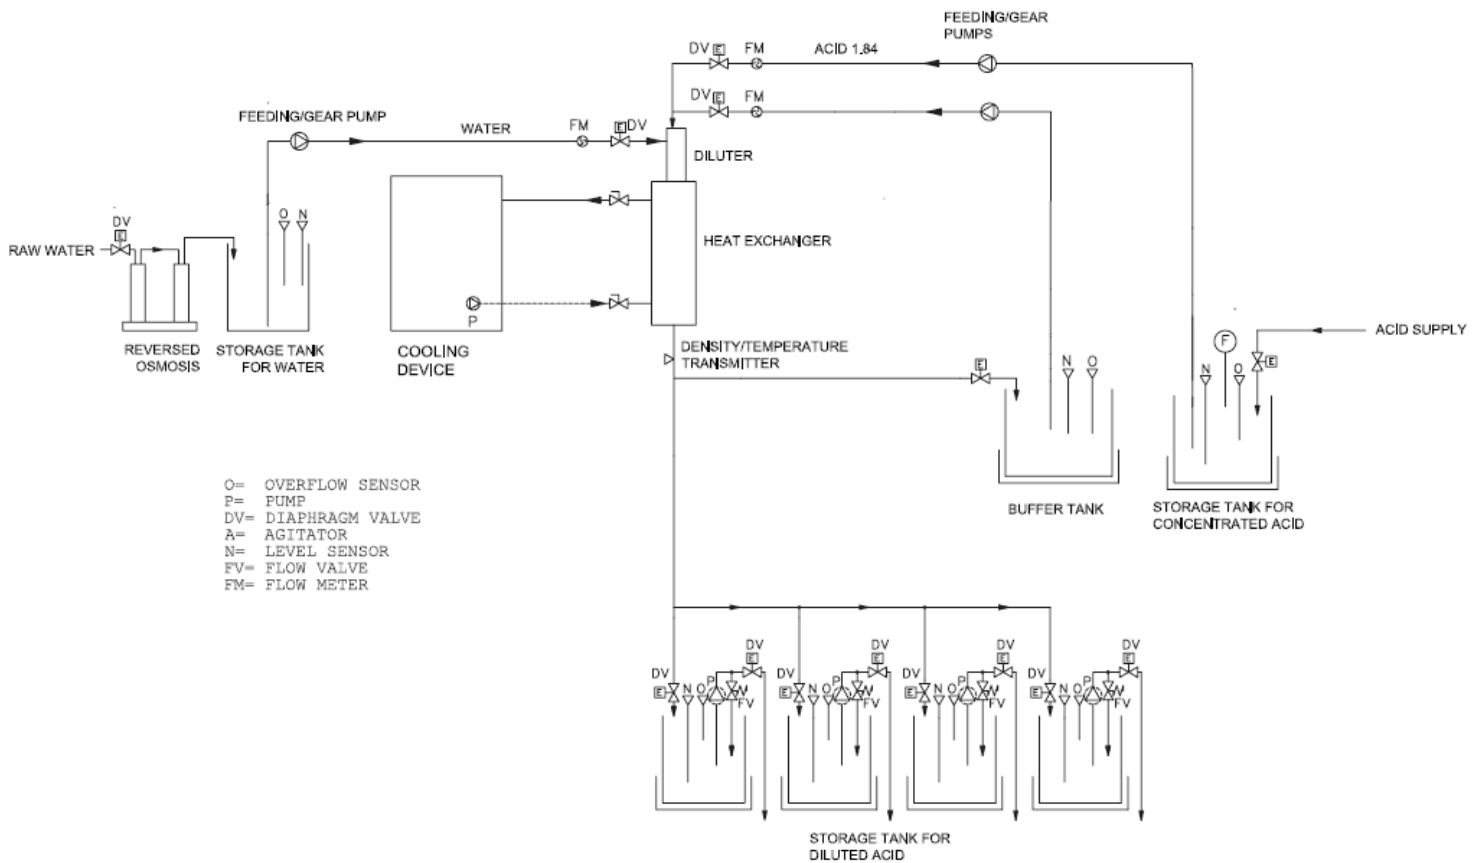 FEEDING/GEAR
PUMPS
DV E FM ACID 1.84
DV E FM
FEEDING/GEAR PUMP
WATER
FM E DV
DILUTER
DV
E
O N
RAW WATER
HEAT EXCHANGER
P
REVERSED
OSMOSIS
STORAGE TANK
FOR WATER
COOLING
DEVICE
DENSITY/TEMPERATURE
TRANSMITTER
ACID SUPPLY
F
E
E
N O
N O
BUFFER TANK
STORAGE TANK FOR
CONCENTRATED ACID
O= OVERFLOW SENSOR
P= PUMP
DV= DIAPHRAGM VALVE
A= AGITATOR
N= LEVEL SENSOR
FV= FLOW VALVE
FM= FLOW METER
DV DV DV DV
E E E E
DV DV DV DV
P P P P
E N O E N O E N O E N O
FV FV FV FV
STORAGE TANK FOR
DILUTED ACID